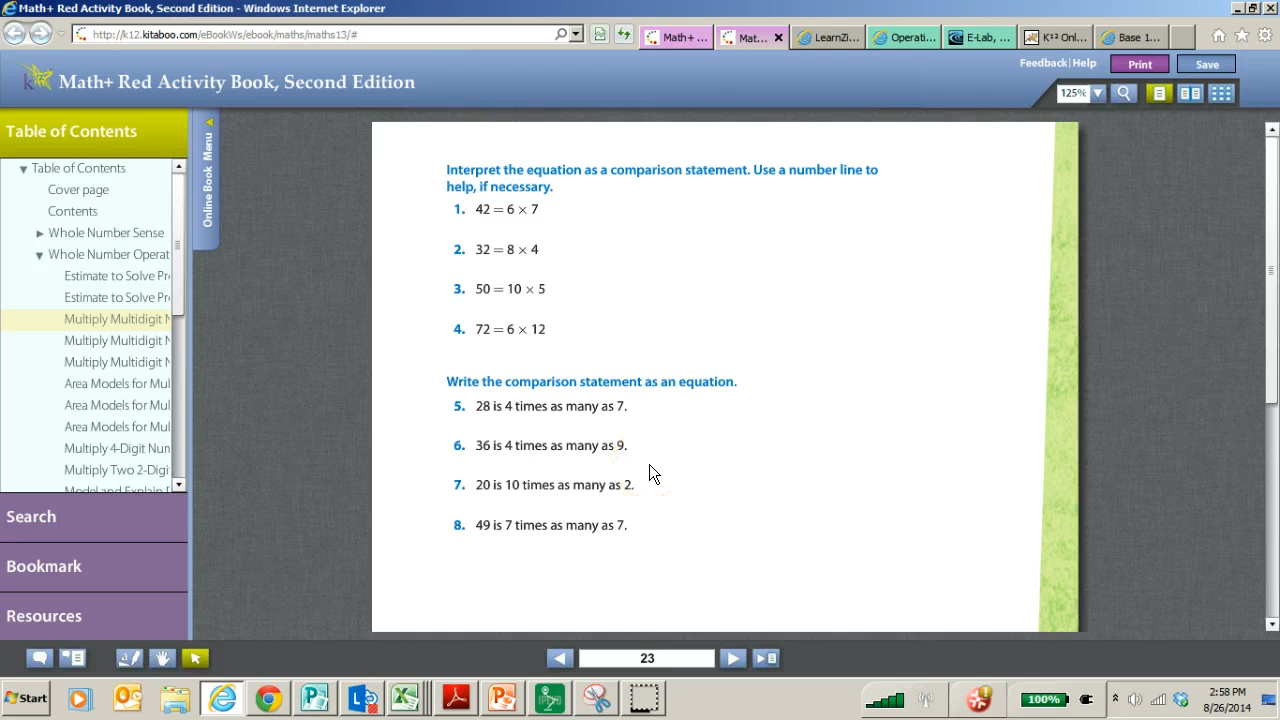 Math+ Red Activity Book, Second Edition - Windows Internet Explorer
http://k12.kitaboo.com/eBookWs/ebook/maths/maths13/#
Math+ ...
Mat...
LearnZi...
Operati...
E-Lab, ...
K¹² Onl...
Base 1...
Math+ Red Activity Book, Second Edition
Feedback|Help
Print
Save
125%
Table of Contents
Table of Contents
Cover page
Contents
Whole Number Sense
Whole Number Operat
Estimate to Solve Pr
Estimate to Solve Pr
Multiply Multidigit N
Multiply Multidigit N
Multiply Multidigit N
Area Models for Mul
Area Models for Mul
Area Models for Mul
Multiply 4-Digit Num
Multiply Two 2-Digi
Model and Explain D
Search
Bookmark
Resources
Online Book Menu
Interpret the equation as a comparison statement. Use a number line to
help, if necessary.
1. 42 = 6 × 7
2. 32 = 8 × 4
3. 50 = 10 × 5
4. 72 = 6 × 12
Write the comparison statement as an equation.
5. 28 is 4 times as many as 7.
6. 36 is 4 times as many as 9.
7. 20 is 10 times as many as 2.
8. 49 is 7 times as many as 7.
23
Start
100%
2:58 PM
8/26/2014